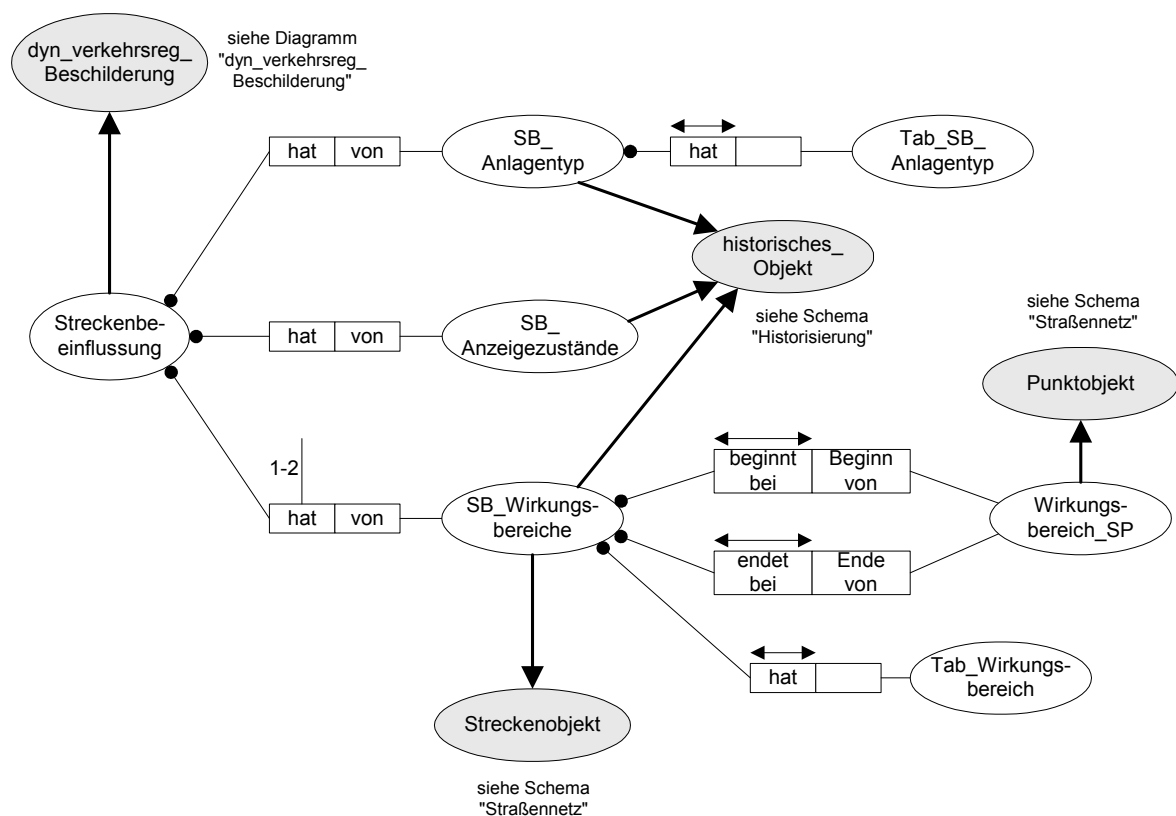 dyn_verkehrsreg_
Beschilderung
siehe Diagramm
"dyn_verkehrsreg_
Beschilderung"
hat
von
SB_
Anlagentyp
hat
Tab_SB_
Anlagentyp
historisches_
Objekt
siehe Schema
"Historisierung"
Streckenbe-
einflussung
hat
von
SB_
Anzeigezustände
siehe Schema
"Straßennetz"
Punktobjekt
1-2
hat
von
SB_Wirkungs-
bereiche
beginnt
bei
Beginn
von
endet
bei
Ende
von
Wirkungs-
bereich_SP
hat
Tab_Wirkungs-
bereich
Streckenobjekt
siehe Schema
"Straßennetz"